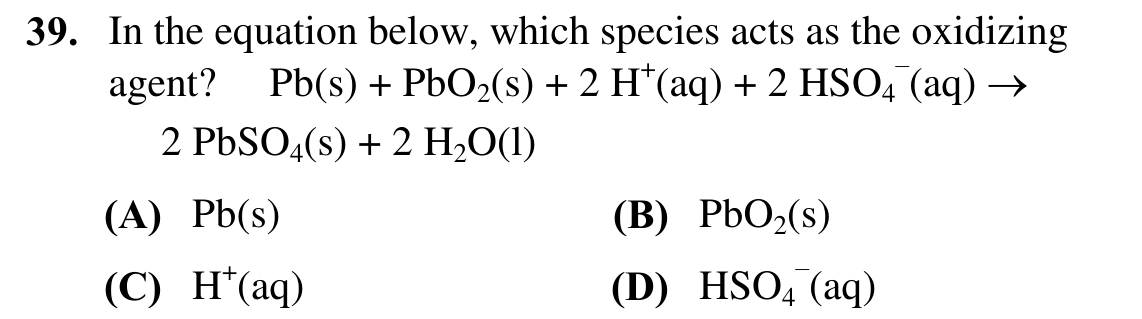 39. In the equation below, which species acts as the oxidizing
agent? Pb(s) + PbO₂(s) + 2 H⁺(aq) + 2 HSO₄⁻(aq) →
2 PbSO₄(s) + 2 H₂O(l)
(A) Pb(s) (B) PbO₂(s)
(C) H⁺(aq) (D) HSO₄⁻(aq)